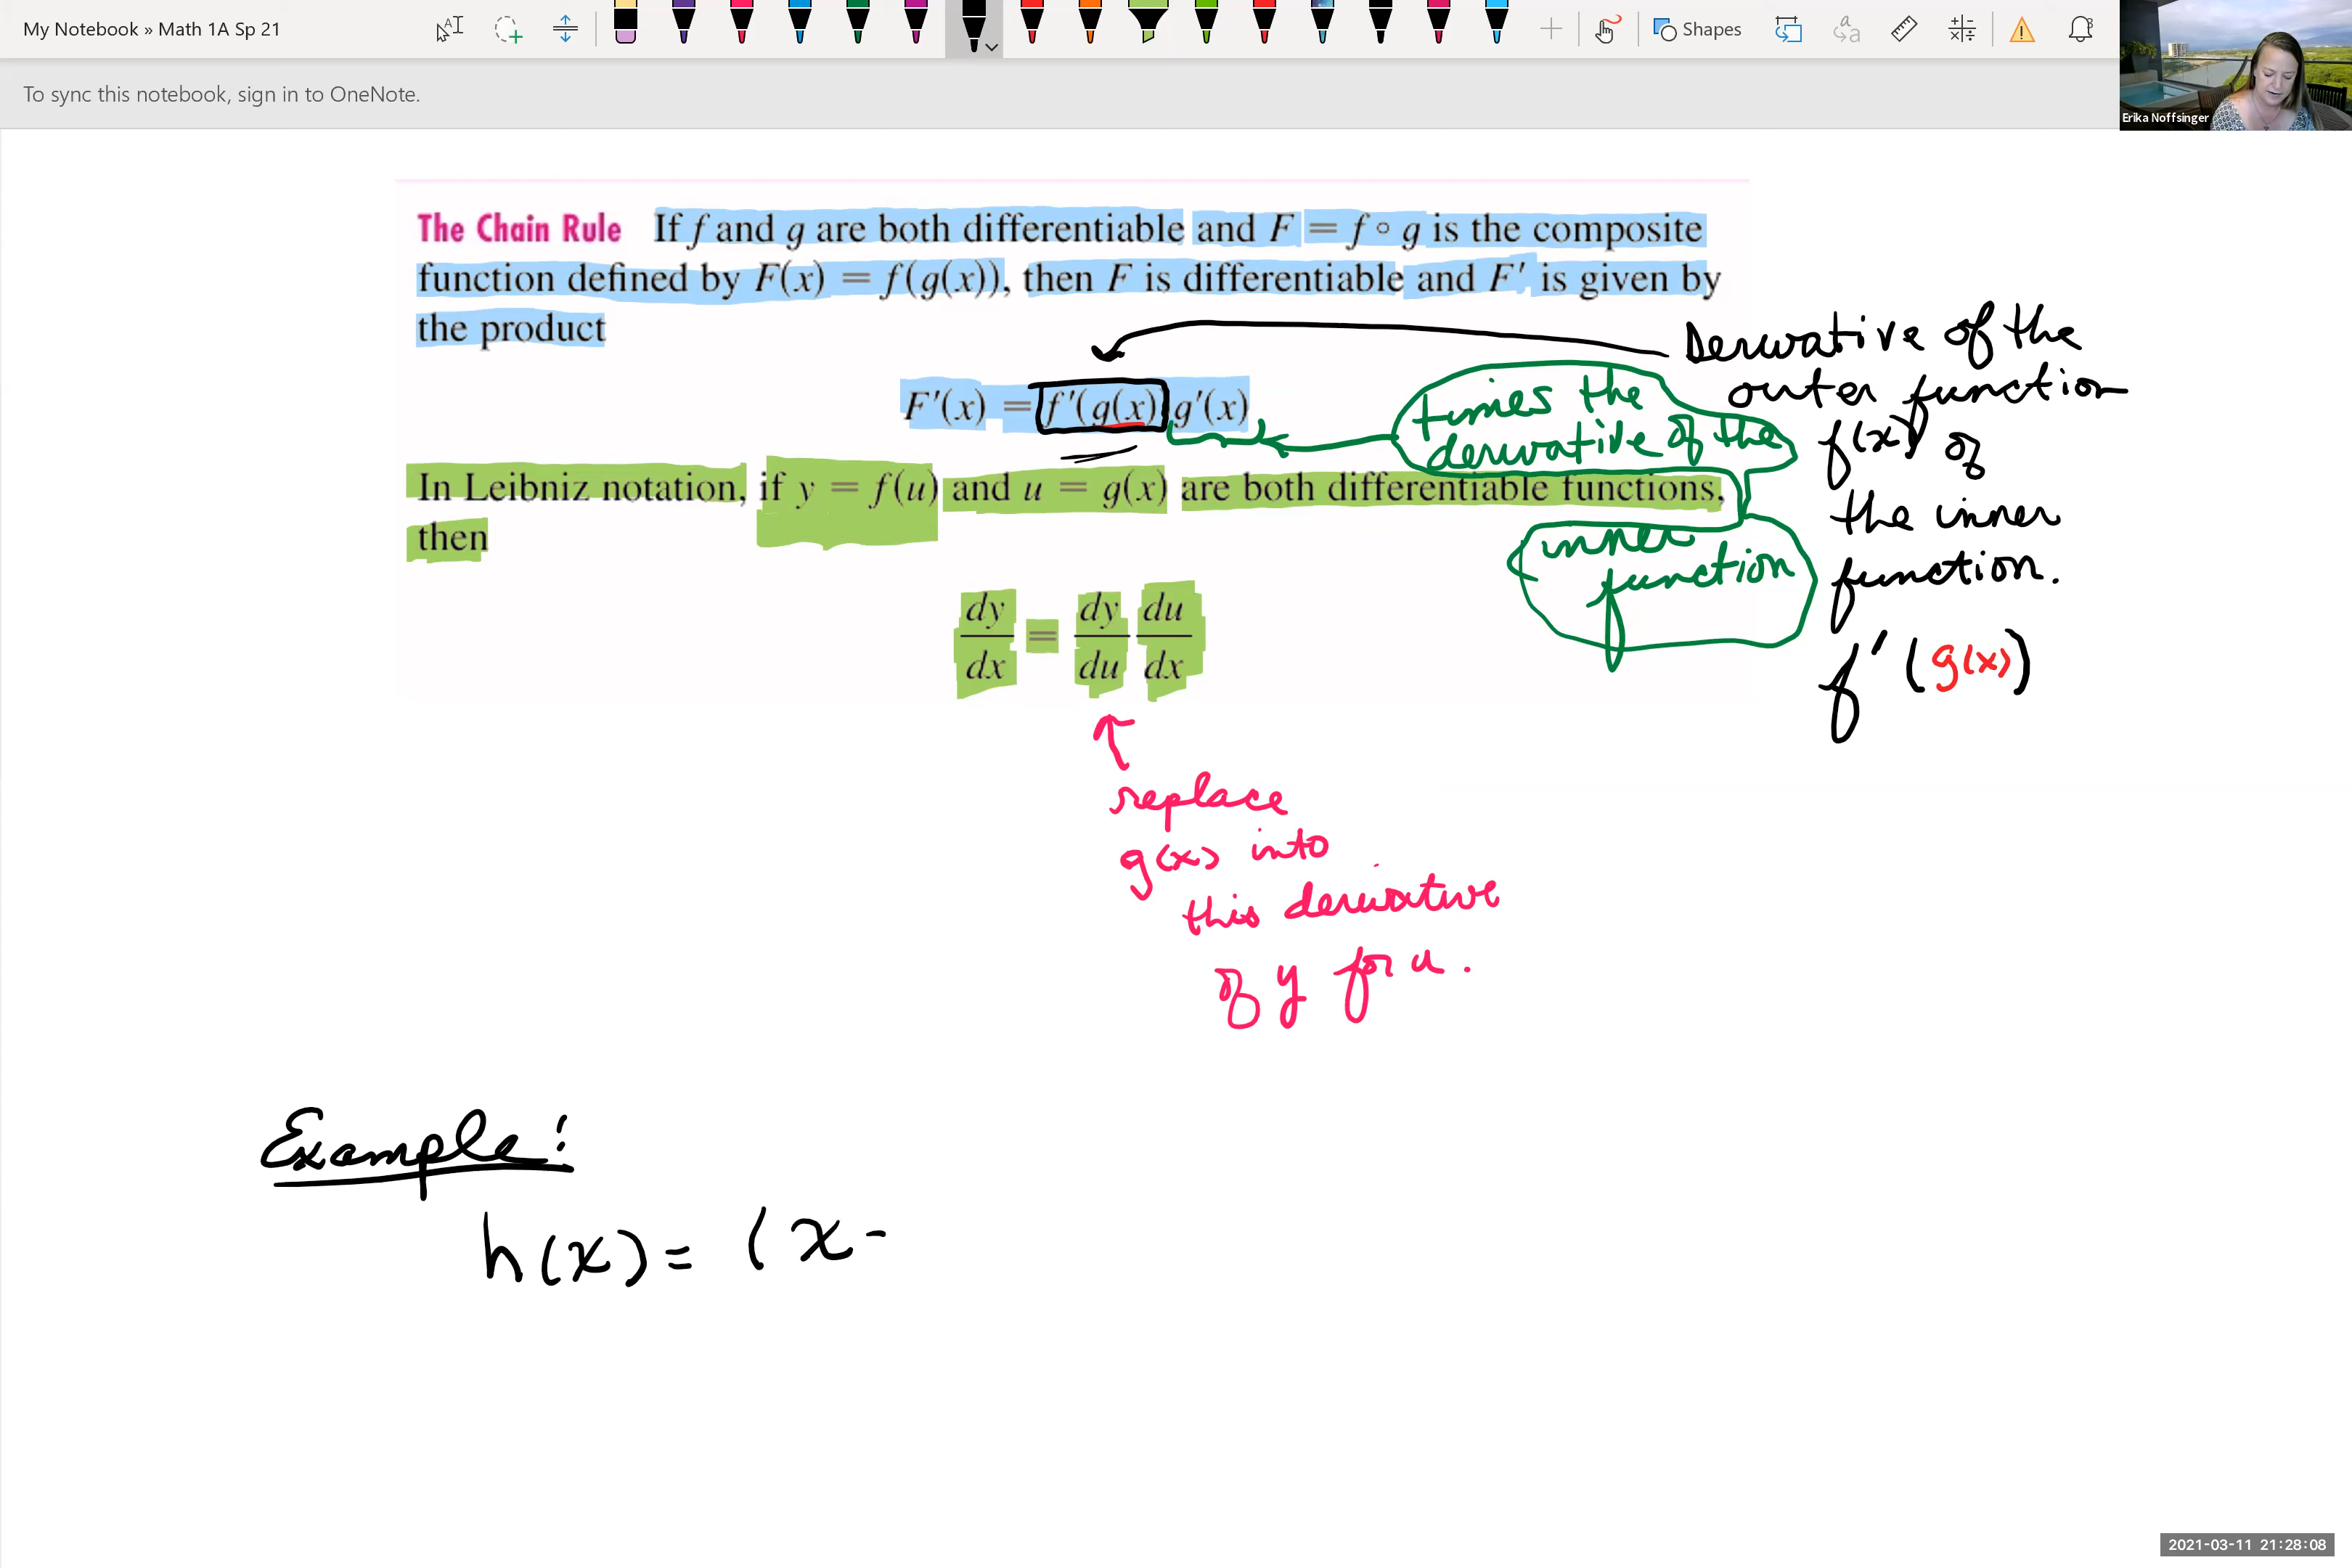 My Notebook » Math 1A Sp 21
Shapes
To sync this notebook, sign in to OneNote.
Erika Noffsinger
The Chain Rule If f and g are both differentiable and F = f ∘ g is the composite
function defined by F(x) = f(g(x)), then F is differentiable and F' is given by
the product
F'(x) = f'(g(x)) g'(x)
Derivative of the
outer function
f(x) of
the inner
function.
f'(g(x))
times the
derivative of the
inner
function
In Leibniz notation, if y = f(u) and u = g(x) are both differentiable functions,
then
dy/dx = dy/du du/dx
replace
g(x) into
this derivative
of y for u.
Example:
h(x) = (x -
2021-03-11 21:28:08